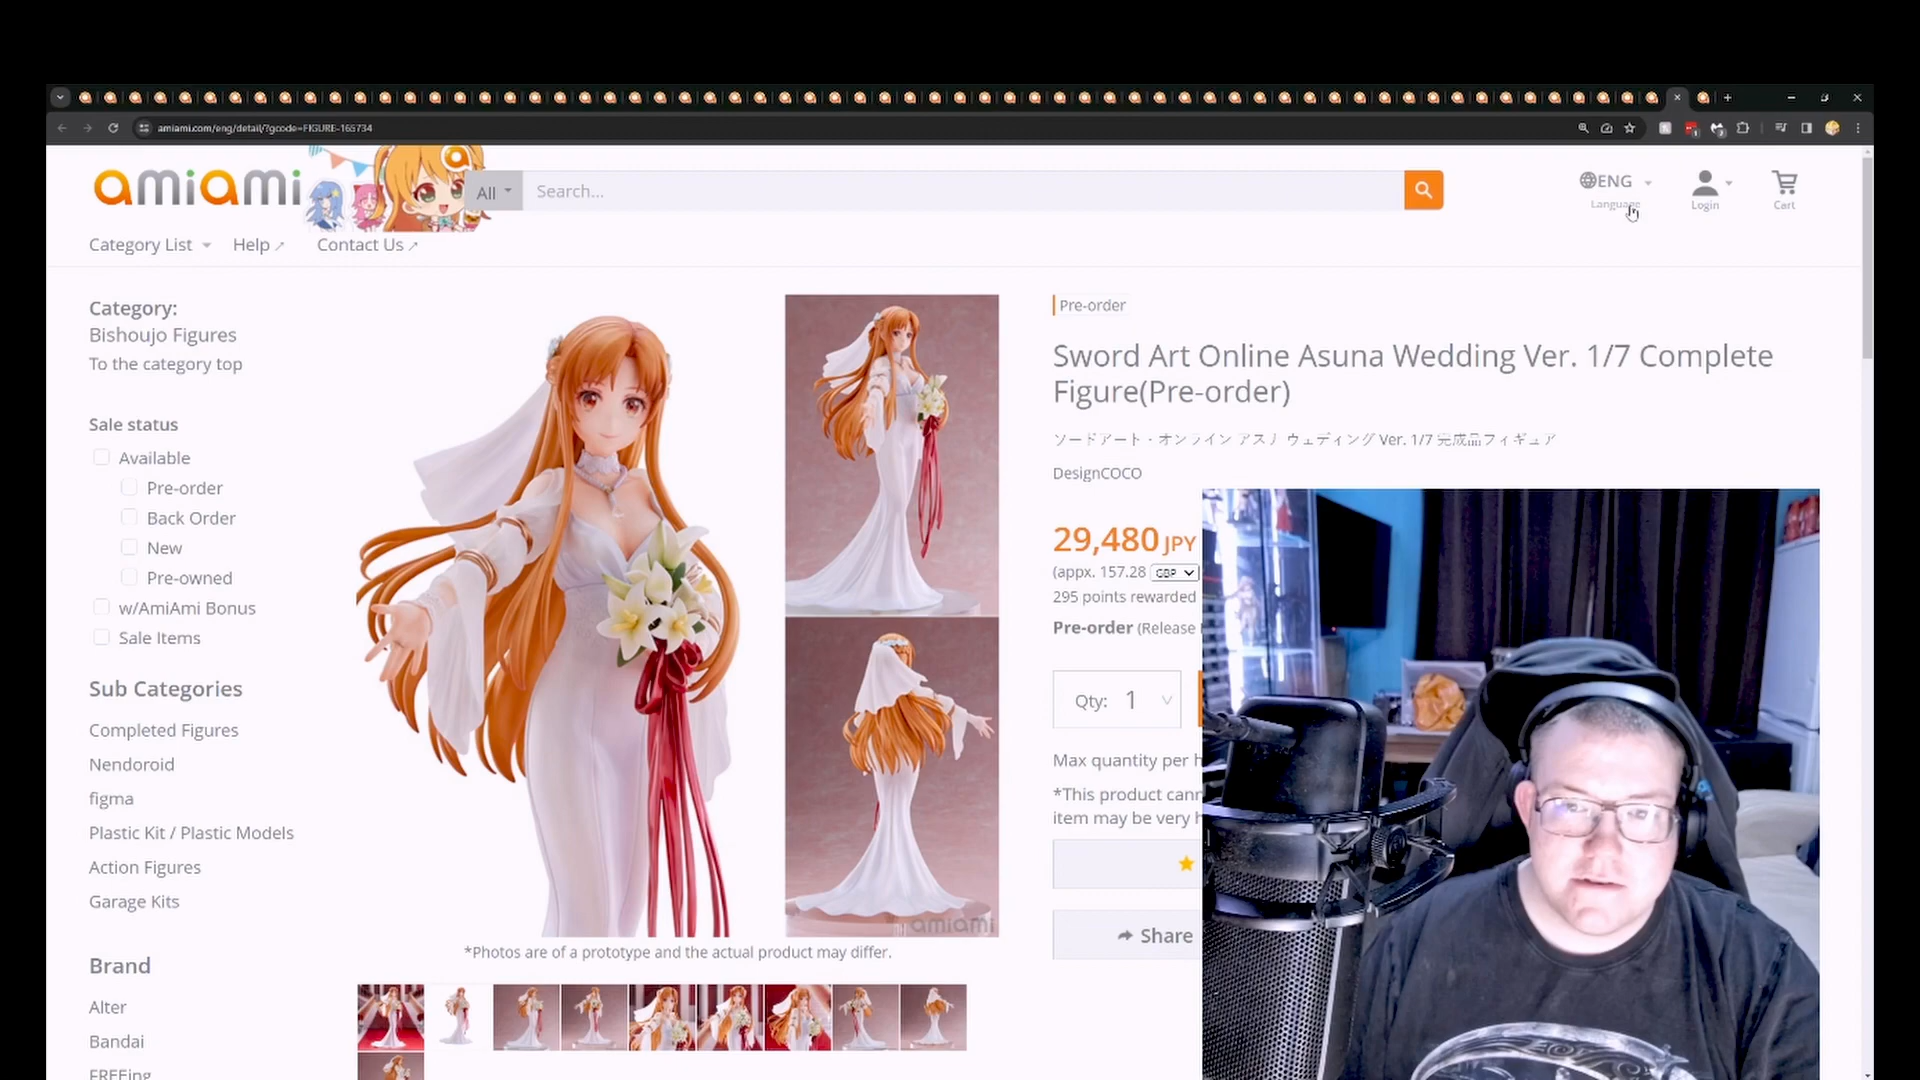 amiami.com/eng/detail/?gcode=FIGURE-165734
amiami
All
Search...
ENG
Language
Login
Cart
Category List
Help
Contact Us
Category:
Bishoujo Figures
To the category top
Sale status
Available
Pre-order
Back Order
New
Pre-owned
w/AmiAmi Bonus
Sale Items
Sub Categories
Completed Figures
Nendoroid
figma
Plastic Kit / Plastic Models
Action Figures
Garage Kits
Brand
Alter
Bandai
FREEing
amiami
*Photos are of a prototype and the actual product may differ.
Pre-order
Sword Art Online Asuna Wedding Ver. 1/7 Complete
Figure(Pre-order)
ソードアート・オンライン アスナ ウェディング Ver. 1/7 完成品フィギュア
DesignCOCO
29,480 JPY
(appx. 157.28 GBP
295 points rewarded
Pre-order (Release
Qty: 1
Max quantity per
*This product
item may be very
Share